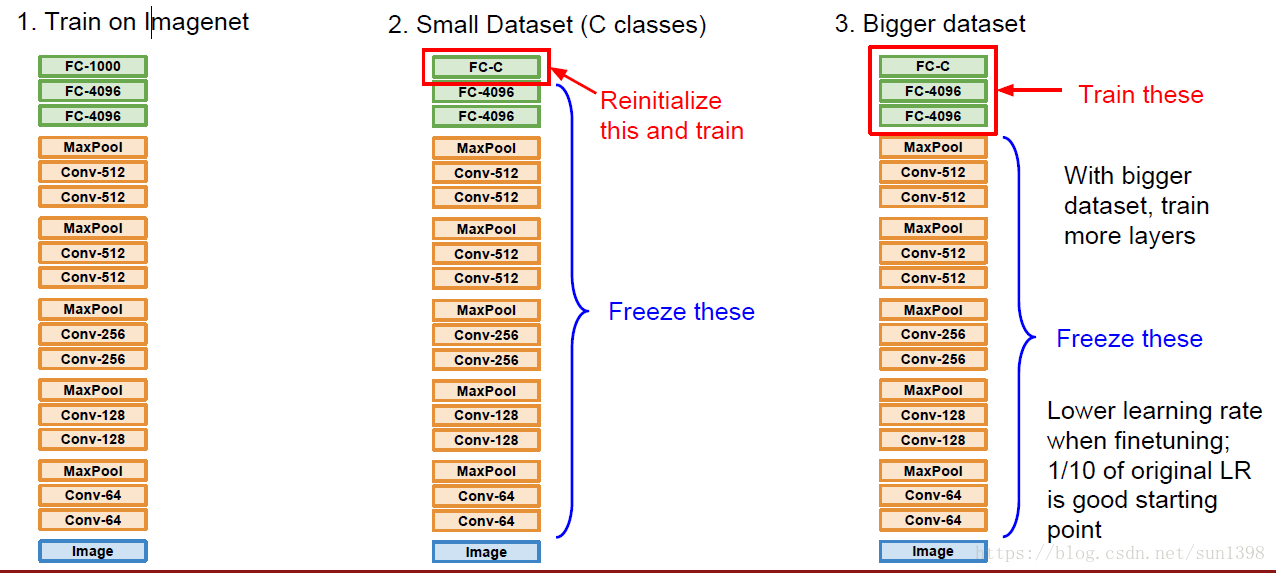 1. Train on Imagenet
FC-1000
FC-4096
FC-4096
MaxPool
Conv-512
Conv-512
MaxPool
Conv-512
Conv-512
MaxPool
Conv-256
Conv-256
MaxPool
Conv-128
Conv-128
MaxPool
Conv-64
Conv-64
Image
2. Small Dataset (C classes)
FC-C
FC-4096
FC-4096
MaxPool
Conv-512
Conv-512
MaxPool
Conv-512
Conv-512
MaxPool
Conv-256
Conv-256
MaxPool
Conv-128
Conv-128
MaxPool
Conv-64
Conv-64
Image
Reinitialize
this and train
Freeze these
3. Bigger dataset
FC-C
FC-4096
FC-4096
MaxPool
Conv-512
Conv-512
MaxPool
Conv-512
Conv-512
MaxPool
Conv-256
Conv-256
MaxPool
Conv-128
Conv-128
MaxPool
Conv-64
Conv-64
Image
Train these
With bigger
dataset, train
more layers
Freeze these
Lower learning rate
when finetuning;
1/10 of original LR
is good starting
point
https://blog.csdn.net/sun1398